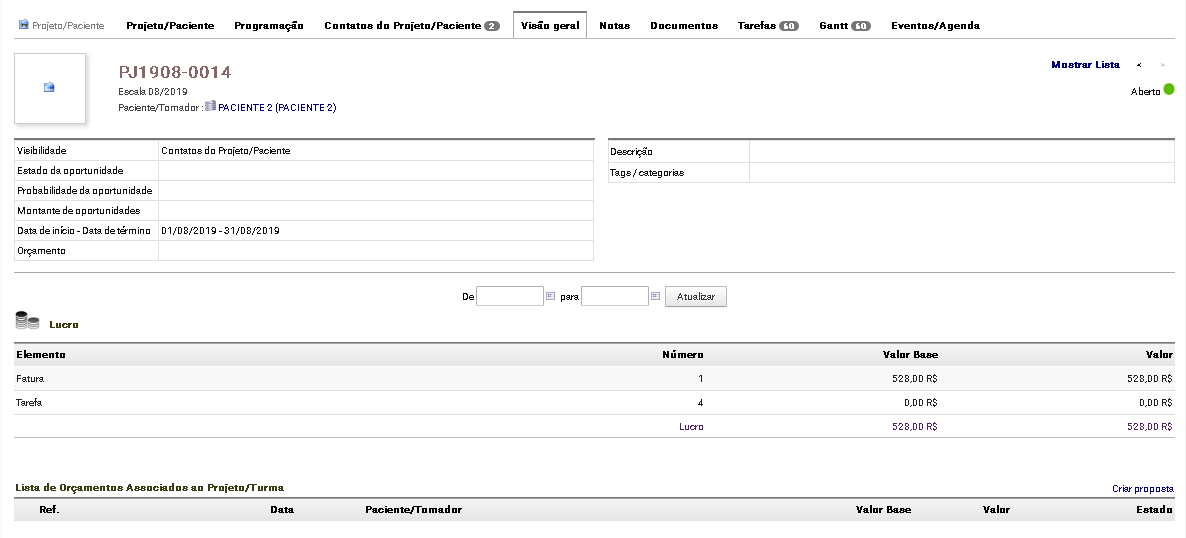 Projeto/Paciente Projeto/Paciente Programação Contatos do Projeto/Paciente 2 Visão geral Notas Documentos Tarefas 60 Gantt 60 Eventos/Agenda
PJ1908-0014
Mostrar Lista < >
Escala 08/2019
Aberto
Paciente/Tomador : PACIENTE 2 (PACIENTE 2)
Visibilidade Contatos do Projeto/Paciente
Estado da oportunidade
Probabilidade da oportunidade
Montante de oportunidades
Data de início - Data de término 01/08/2019 - 31/08/2019
Orçamento
Descrição
Tags / categorias
De para Atualizar
Lucro
Elemento Número Valor Base Valor
Fatura 1 528,00 R$ 528,00 R$
Tarefa 4 0,00 R$ 0,00 R$
Lucro 528,00 R$ 528,00 R$
Lista de Orçamentos Associados ao Projeto/Turma Criar proposta
Ref. Data Paciente/Tomador Valor Base Valor Estado